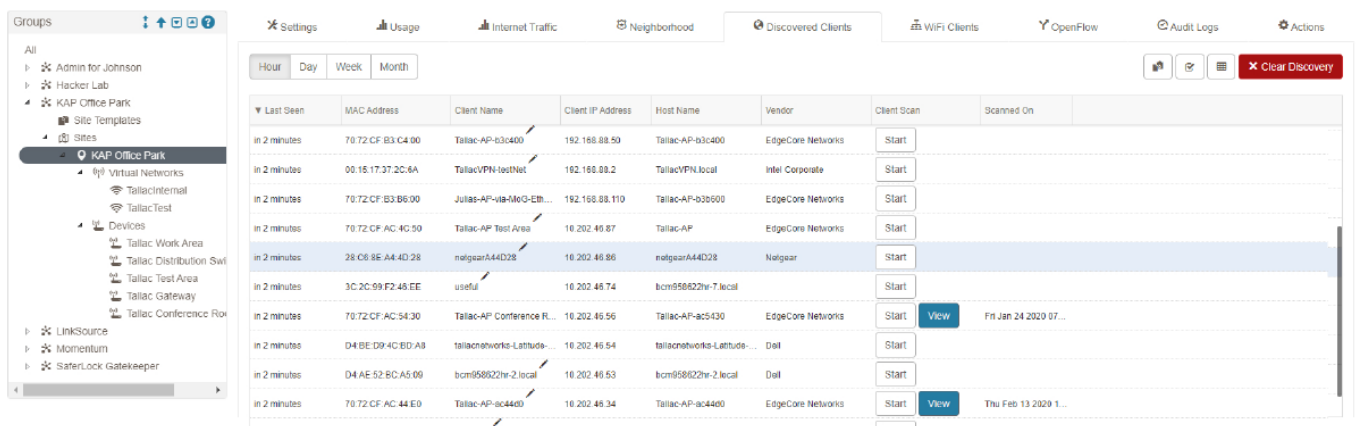 Groups
All
Admin for Johnson
Hacker Lab
KAP Office Park
Site Templates
Sites
KAP Office Park
Virtual Networks
TallacInternal
TallacTest
Devices
Tallac Work Area
Tallac Distribution Swi
Tallac Test Area
Tallac Gateway
Tallac Conference Roo
LinkSource
Momentum
SaferLock Gatekeeper
Settings Usage Internet Traffic Neighborhood Discovered Clients WiFi Clients OpenFlow Audit Logs Actions
Hour Day Week Month Clear Discovery
Last Seen MAC Address Client Name Client IP Address Host Name Vendor Client Scan Scanned On
in 2 minutes 70:72:CF:B3:C4:00 Tallac-AP-b3c400 192.168.88.50 Tallac-AP-b3c400 EdgeCore Networks Start
in 2 minutes 00:15:17:37:2C:6A TallacVPN-testNet 192.168.88.2 TallacVPN.local Intel Corporate Start
in 2 minutes 70:72:CF:B3:B6:00 Julias-AP-via-MoG-Eth... 192.168.88.110 Tallac-AP-b3b600 EdgeCore Networks Start
in 2 minutes 70:72:CF:AC:4C:50 Tallac-AP Test Area 10.202.46.87 Tallac-AP EdgeCore Networks Start
in 2 minutes 28:C6:8E:A4:4D:28 netgearA44D28 10.202.46.86 netgearA44D28 Netgear Start
in 2 minutes 3C:2C:99:F2:46:EE useful 10.202.46.74 bcm958622hr-7.local Start
in 2 minutes 70:72:CF:AC:54:30 Tallac-AP Conference R... 10.202.46.56 Tallac-AP-ac5430 EdgeCore Networks Start View Fri Jan 24 2020 07...
in 2 minutes D4:BE:D9:4C:BD:A8 tallacnetworks-Latitude-... 10.202.46.54 tallacnetworks-Latitude-... Dell Start
in 2 minutes D4:AE:52:BC:A5:09 bcm958622hr-2.local 10.202.46.53 bcm958622hr-2.local Dell Start
in 2 minutes 70:72:CF:AC:44:E0 Tallac-AP-ac44d0 10.202.46.34 Tallac-AP-ac44d0 EdgeCore Networks Start View Thu Feb 13 2020 1...